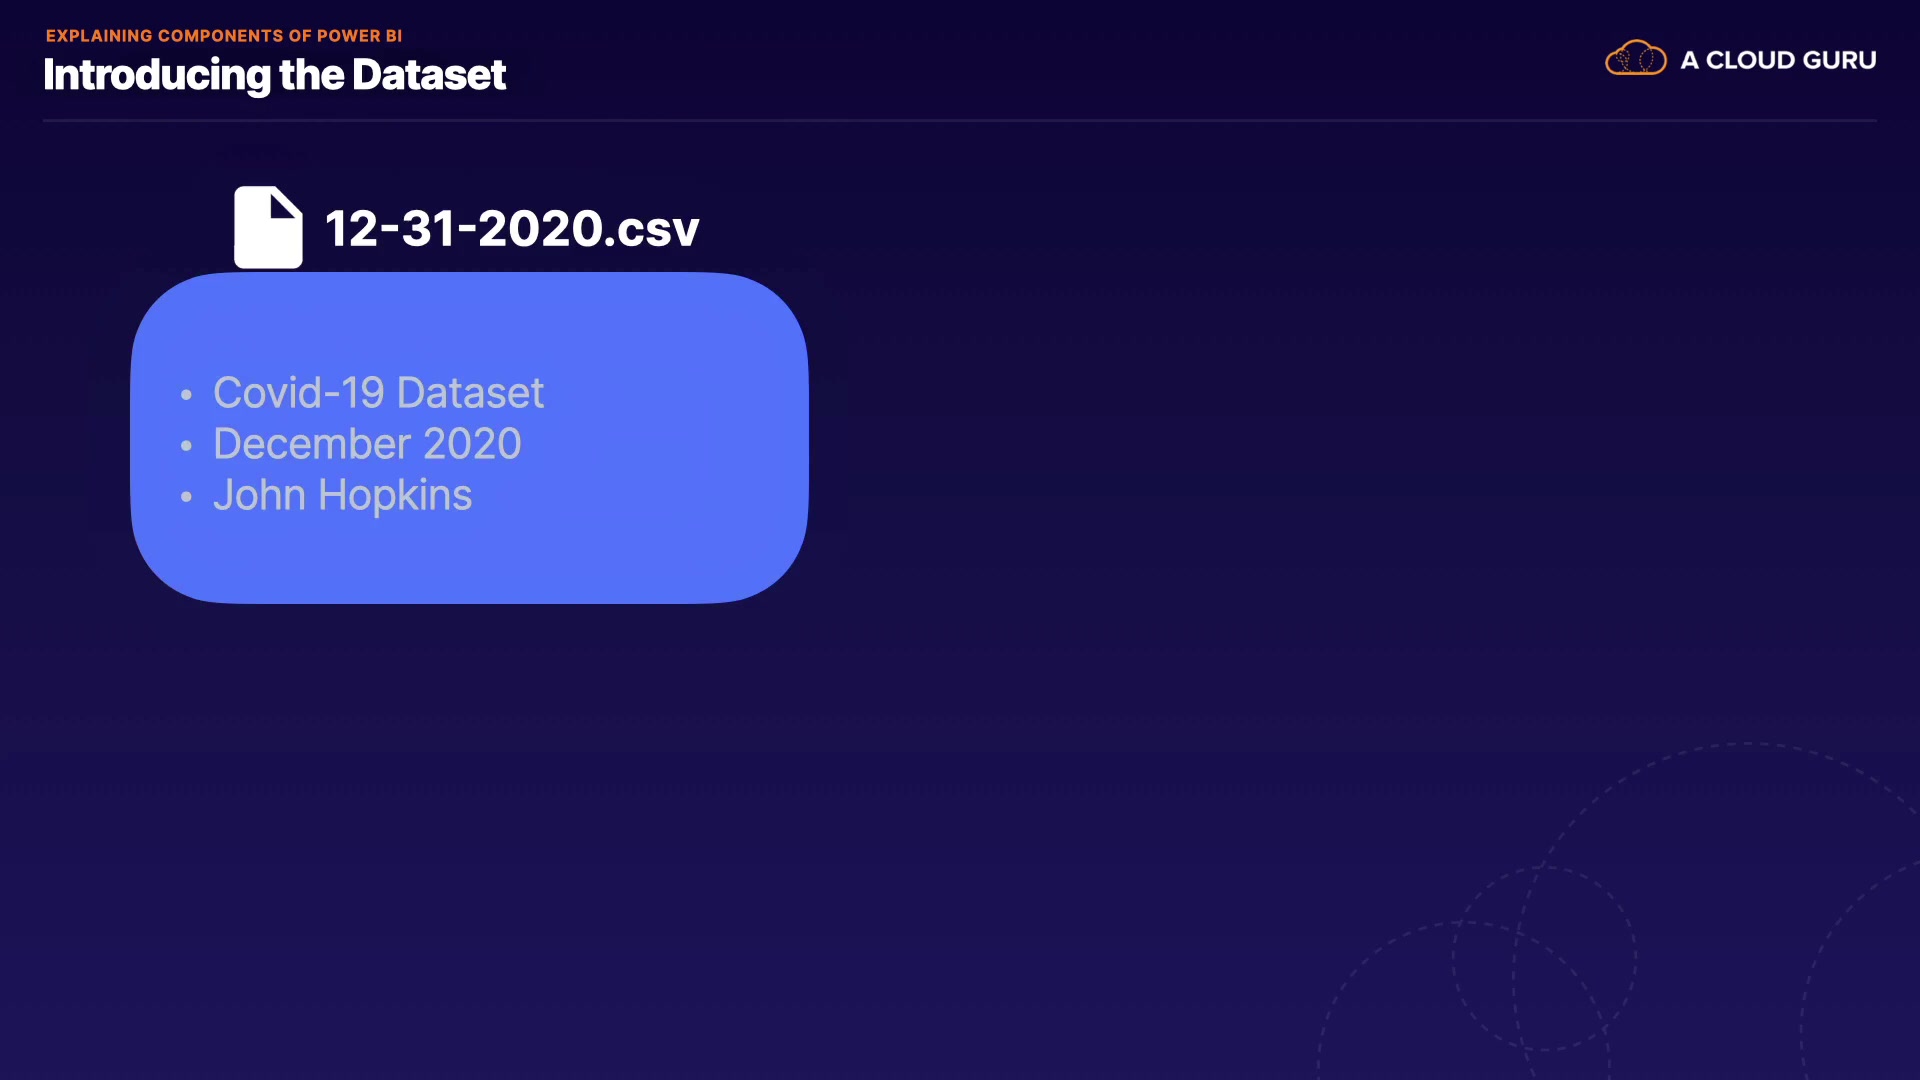 EXPLAINING COMPONENTS OF POWER BI
Introducing the Dataset
A CLOUD GURU
12-31-2020.csv
• Covid-19 Dataset
• December 2020
• John Hopkins